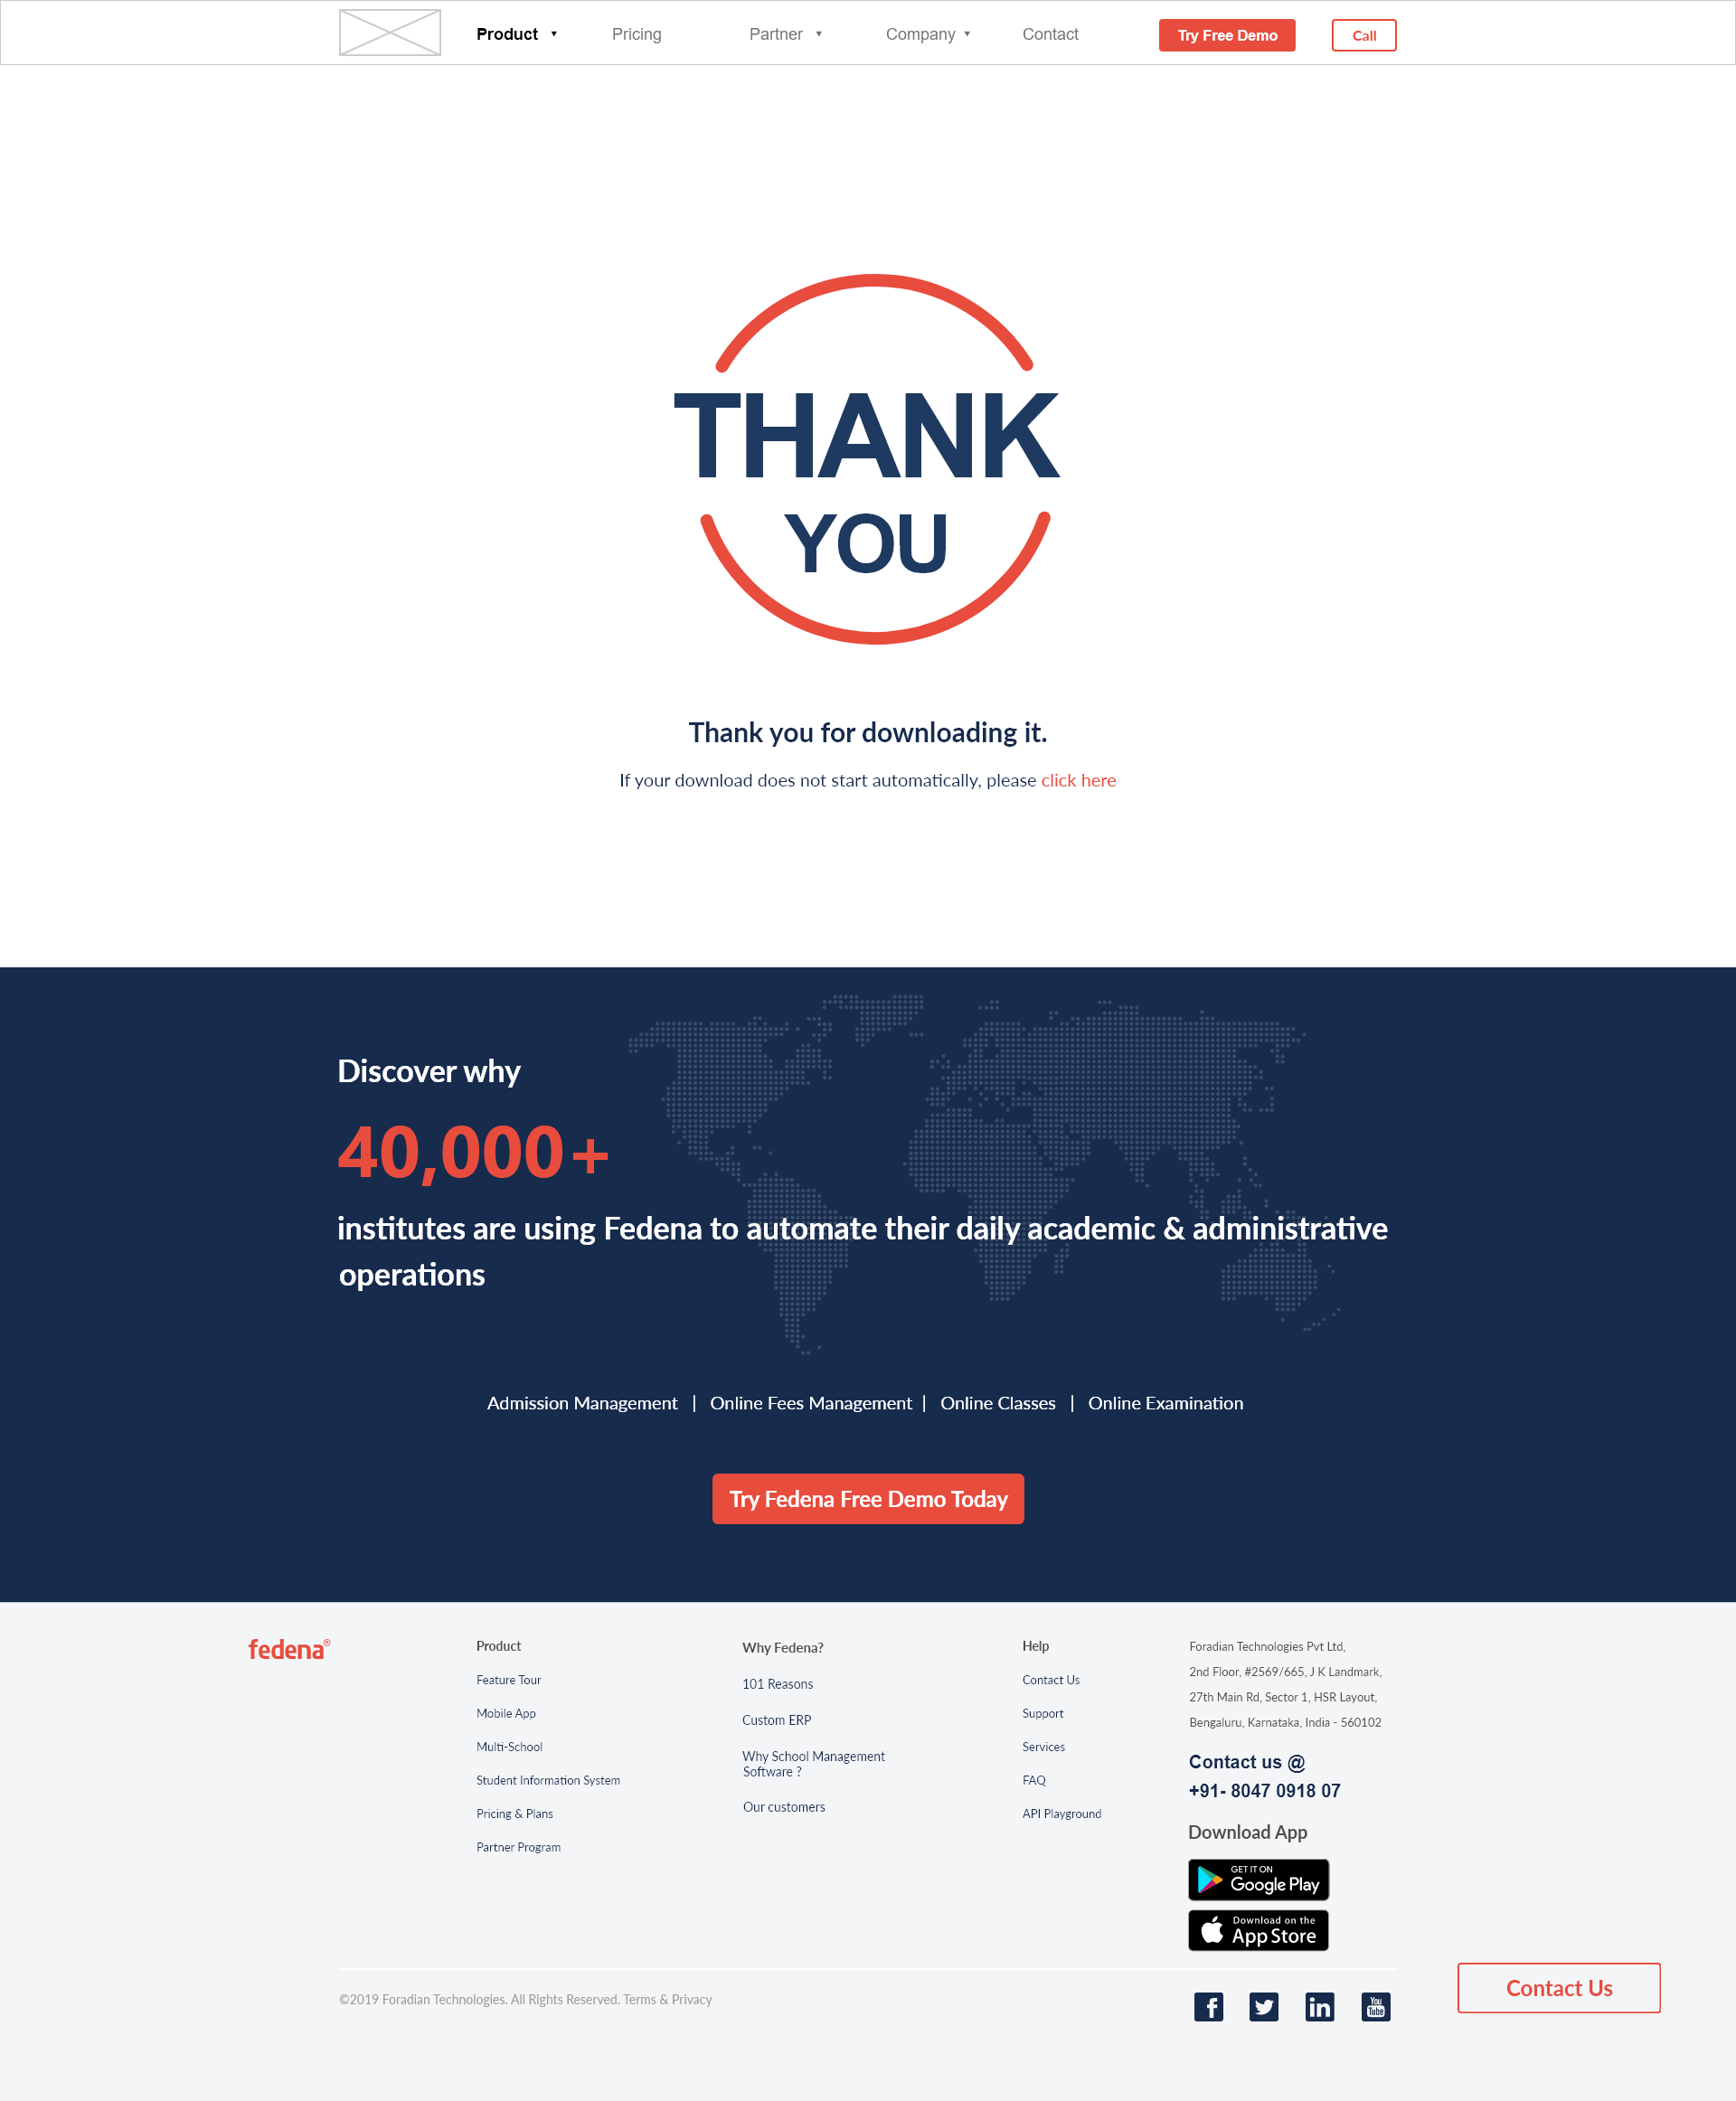 Product ▼ Pricing Partner ▼ Company ▼ Contact Try Free Demo Call
THANK
YOU
Thank you for downloading it.
If your download does not start automatically, please click here
Discover why
40,000+
institutes are using Fedena to automate their daily academic & administrative
operations
Admission Management | Online Fees Management | Online Classes | Online Examination
Try Fedena Free Demo Today
fedena®
Product
Feature Tour
Mobile App
Multi-School
Student Information System
Pricing & Plans
Partner Program
Why Fedena?
101 Reasons
Custom ERP
Why School Management
Software ?
Our customers
Help
Contact Us
Support
Services
FAQ
API Playground
Foradian Technologies Pvt Ltd,
2nd Floor, #2569/665, J K Landmark,
27th Main Rd, Sector 1, HSR Layout,
Bengaluru, Karnataka, India - 560102
Contact us @
+91- 8047 0918 07
Download App
GET IT ON
Google Play
Download on the
App Store
Contact Us
©2019 Foradian Technologies. All Rights Reserved. Terms & Privacy
f in You Tube